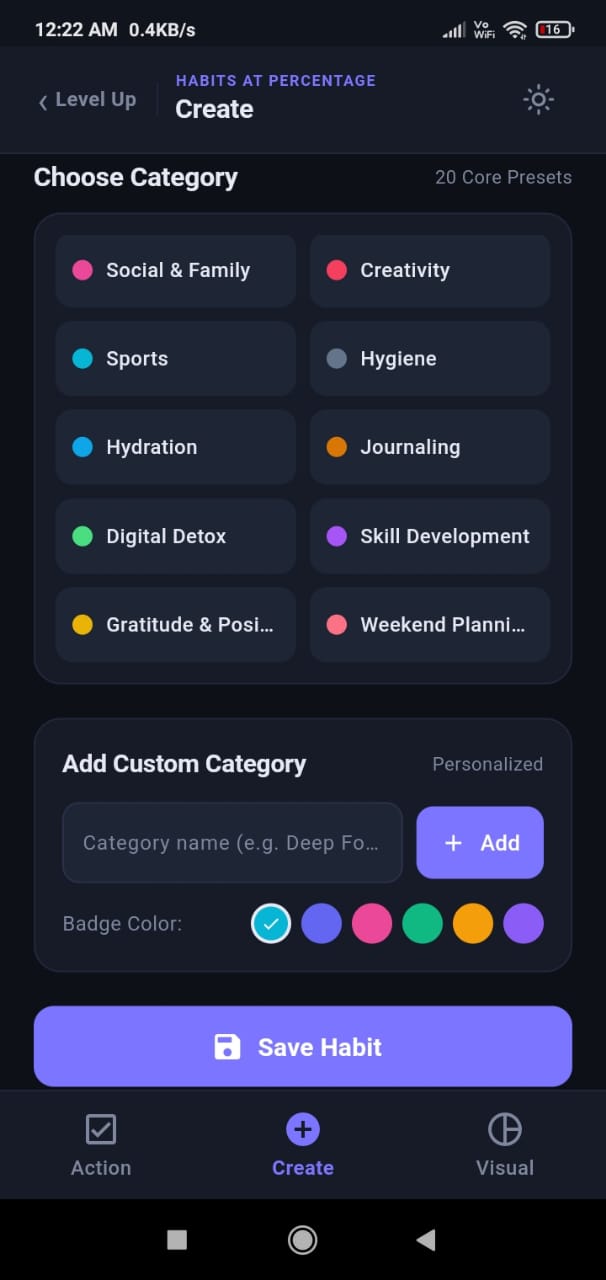 12:22 AM 0.4KB/s
Vo WiFi
16
‹ Level Up
HABITS AT PERCENTAGE
Create
Choose Category
20 Core Presets
Social & Family
Creativity
Sports
Hygiene
Hydration
Journaling
Digital Detox
Skill Development
Gratitude & Posi...
Weekend Planni...
Add Custom Category
Personalized
Category name (e.g. Deep Fo...
+ Add
Badge Color:
Save Habit
Action
Create
Visual